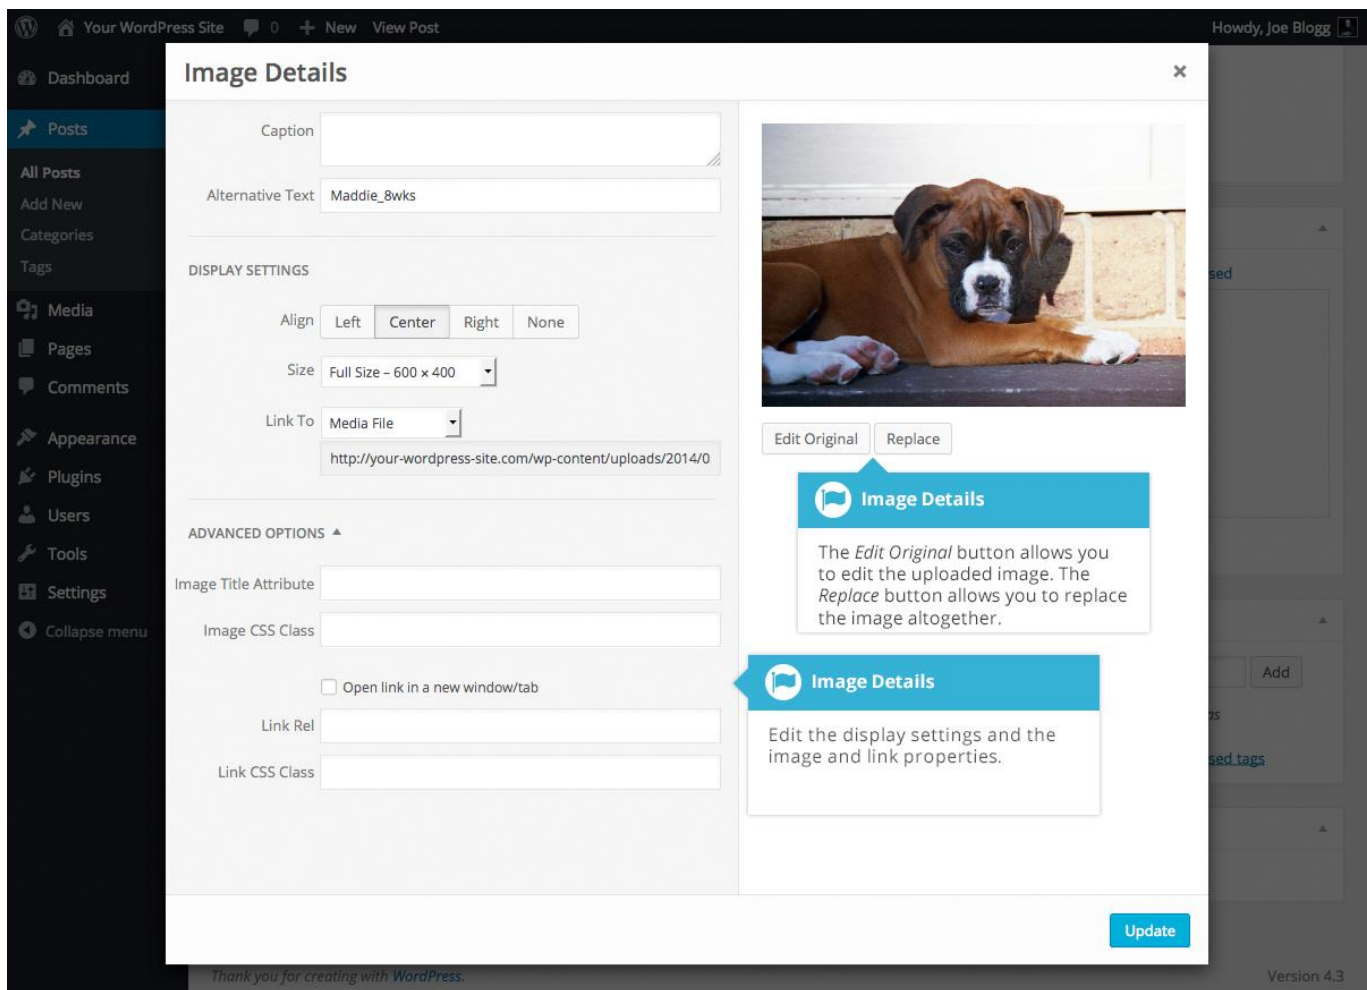 Your WordPress Site
0
New
View Post
Howdy, Joe Blogg
Dashboard
Posts
All Posts
Add New
Categories
Tags
Media
Pages
Comments
Appearance
Plugins
Users
Tools
Settings
Collapse menu
Image Details
×
Caption
Alternative Text
Maddie_8wks
DISPLAY SETTINGS
Align
Left
Center
Right
None
Size
Full Size – 600 × 400
Link To
Media File
http://your-wordpress-site.com/wp-content/uploads/2014/0
ADVANCED OPTIONS
Image Title Attribute
Image CSS Class
Open link in a new window/tab
Link Rel
Link CSS Class
Edit Original
Replace
Image Details
The Edit Original button allows you
to edit the uploaded image. The
Replace button allows you to replace
the image altogether.
Image Details
Edit the display settings and the
image and link properties.
Update
sed
Add
as
sed tags
Thank you for creating with WordPress.
Version 4.3